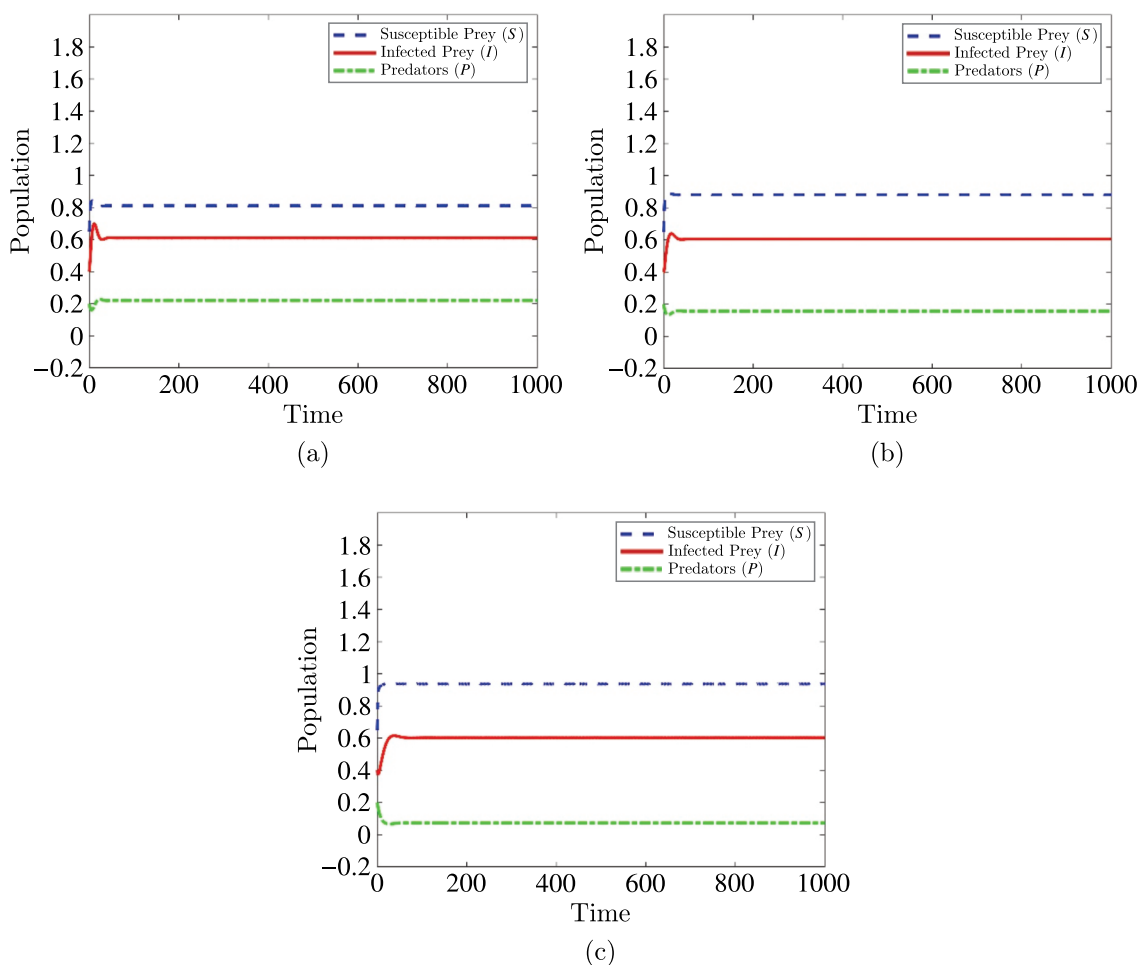 Susceptible Prey (S)
Infected Prey (I)
Predators (P)
1.8
1.6
1.4
1.2
1
0.8
0.6
0.4
0.2
0
−0.2
Population
0 200 400 600 800 1000
Time
(a)
Susceptible Prey (S)
Infected Prey (I)
Predators (P)
1.8
1.6
1.4
1.2
1
0.8
0.6
0.4
0.2
0
−0.2
Population
0 200 400 600 800 1000
Time
(b)
Susceptible Prey (S)
Infected Prey (I)
Predators (P)
1.8
1.6
1.4
1.2
1
0.8
0.6
0.4
0.2
0
−0.2
Population
0 200 400 600 800 1000
Time
(c)